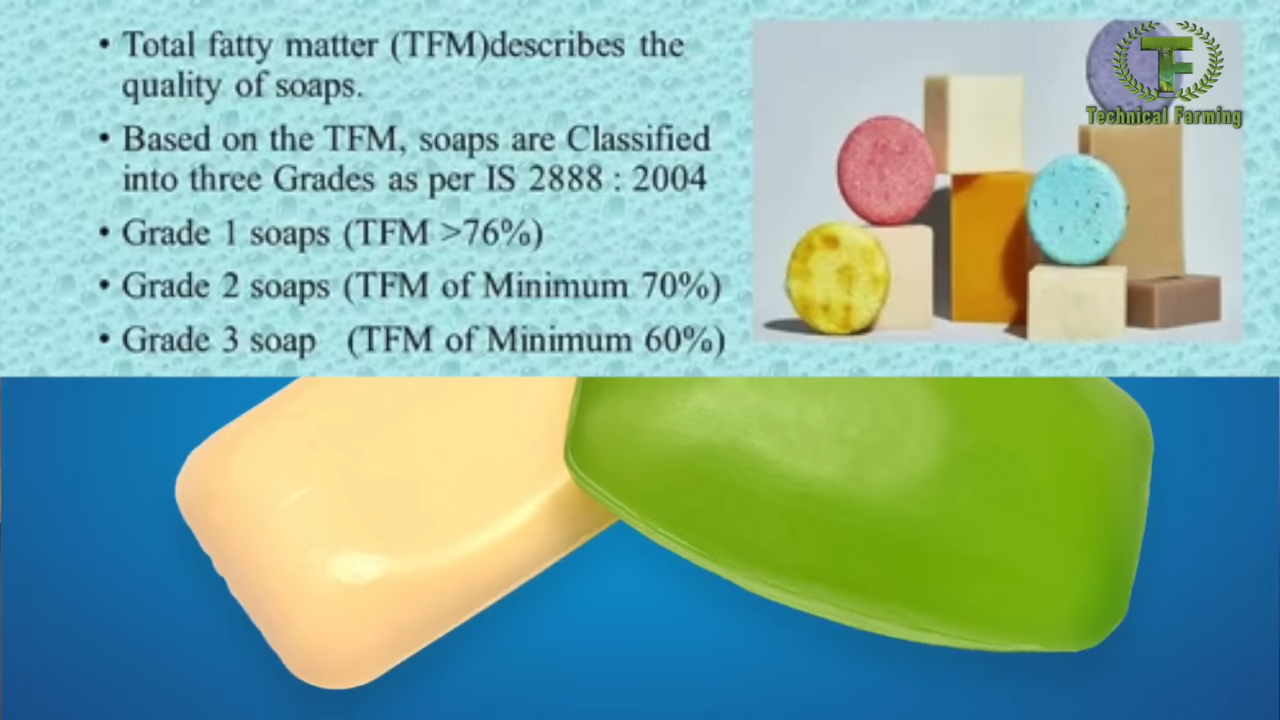 • Total fatty matter (TFM)describes the
quality of soaps.
• Based on the TFM, soaps are Classified
into three Grades as per IS 2888 : 2004
• Grade 1 soaps (TFM >76%)
• Grade 2 soaps (TFM of Minimum 70%)
• Grade 3 soap (TFM of Minimum 60%)
TF
Technical Farming